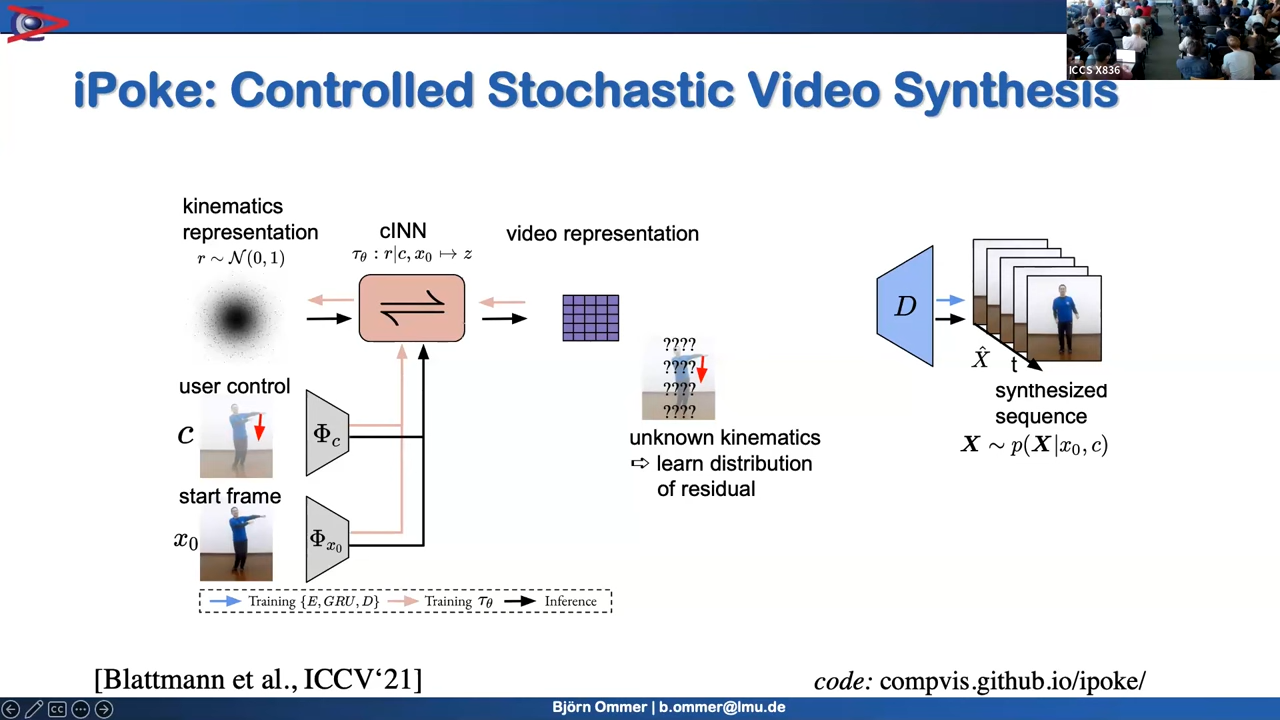 ICCS X836
iPoke: Controlled Stochastic Video Synthesis
kinematics
representation
r ∼ 𝒩(0, 1)
cINN
τθ : r|c, x0 ↦ z
video representation
user control
c
Φc
start frame
x0
Φx0
????
????
????
????
unknown kinematics
⇨ learn distribution
of residual
D
X̂
t
synthesized
sequence
X ∼ p(X|x0, c)
Training {E, GRU, D}
Training τθ
Inference
[Blattmann et al., ICCV‘21]
code: compvis.github.io/ipoke/
Björn Ommer | b.ommer@lmu.de
CC